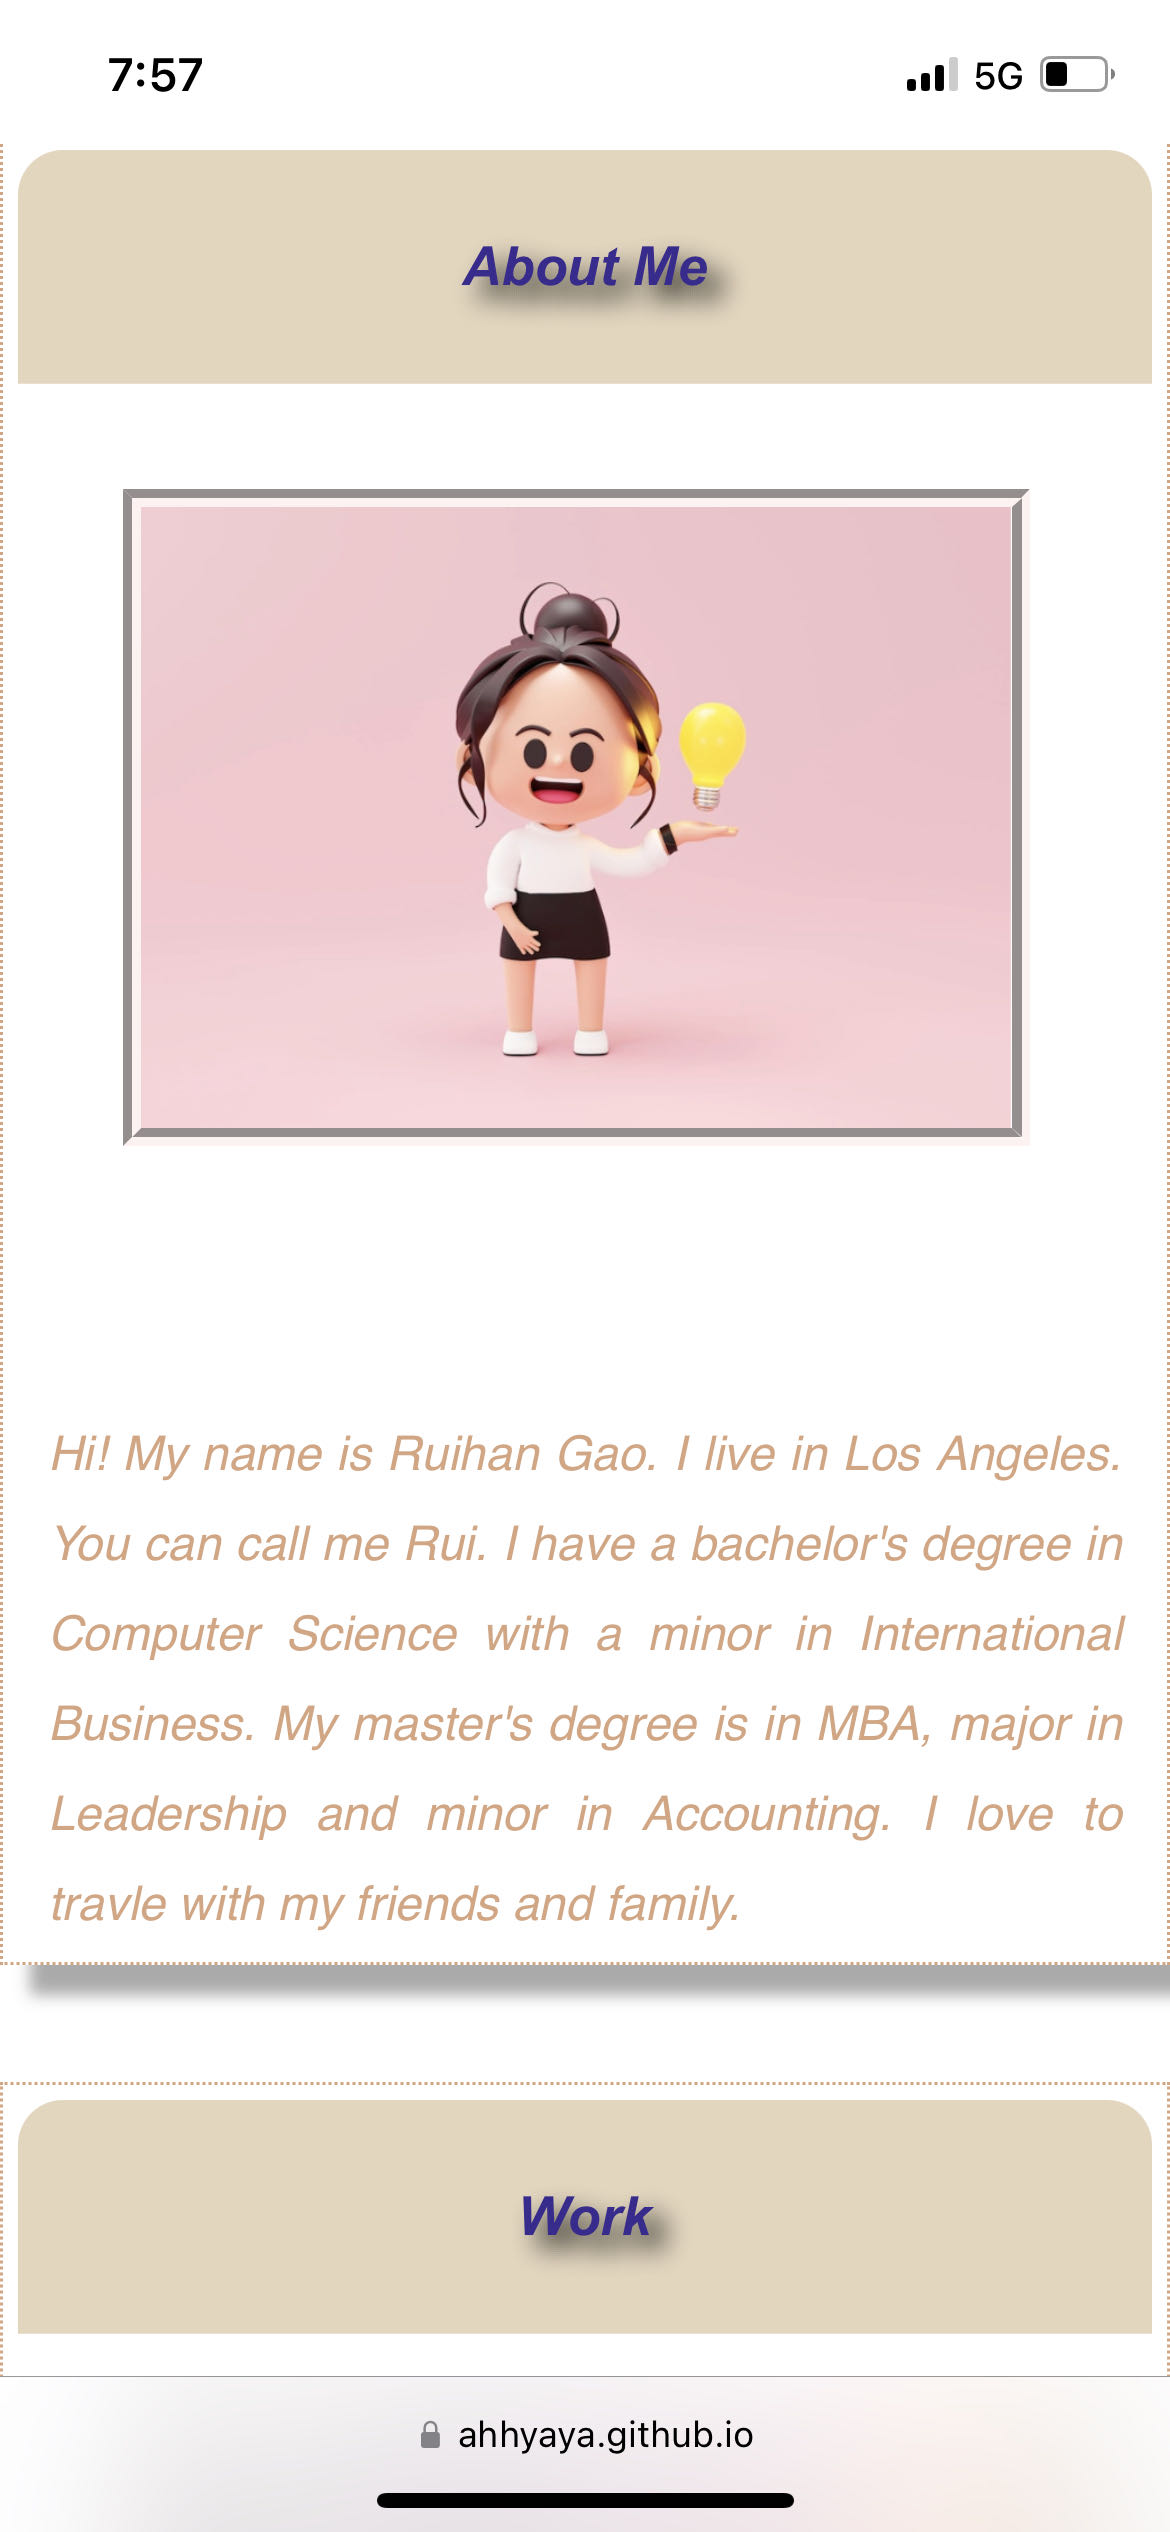 7:57
5G
About Me
Hi! My name is Ruihan Gao. I live in Los Angeles.
You can call me Rui. I have a bachelor's degree in
Computer Science with a minor in International
Business. My master's degree is in MBA, major in
Leadership and minor in Accounting. I love to
travle with my friends and family.
Work
ahhyaya.github.io